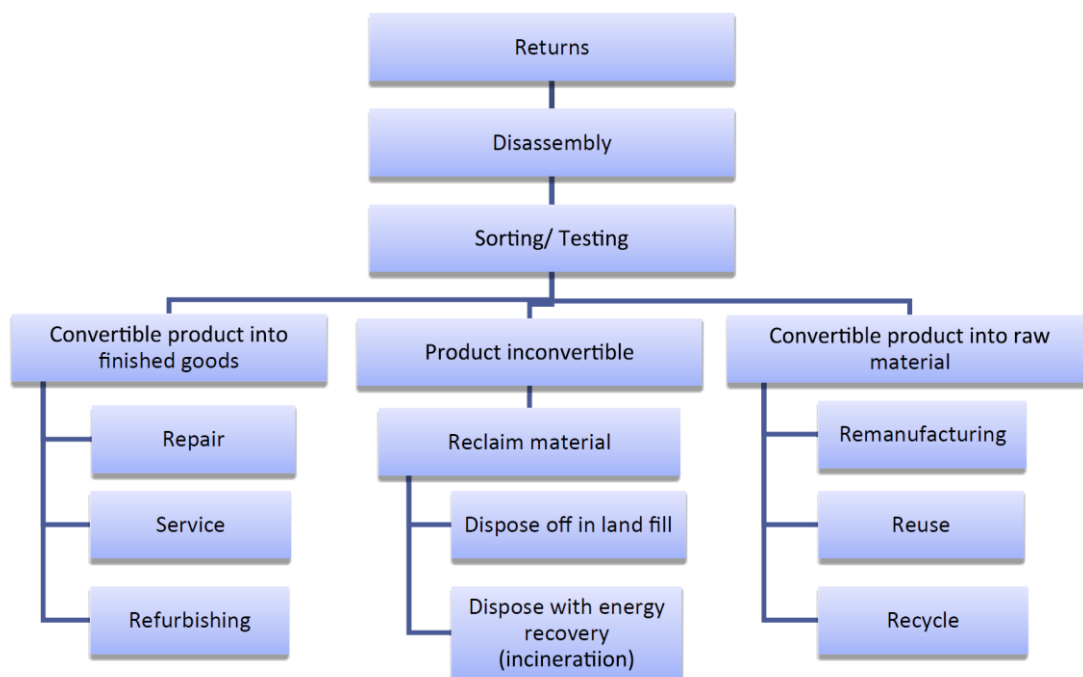 Returns
Disassembly
Sorting/ Testing
Convertible product into
finished goods
Repair
Service
Refurbishing
Product inconvertible
Reclaim material
Dispose off in land fill
Dispose with energy
recovery
(incineratiion)
Convertible product into raw
material
Remanufacturing
Reuse
Recycle